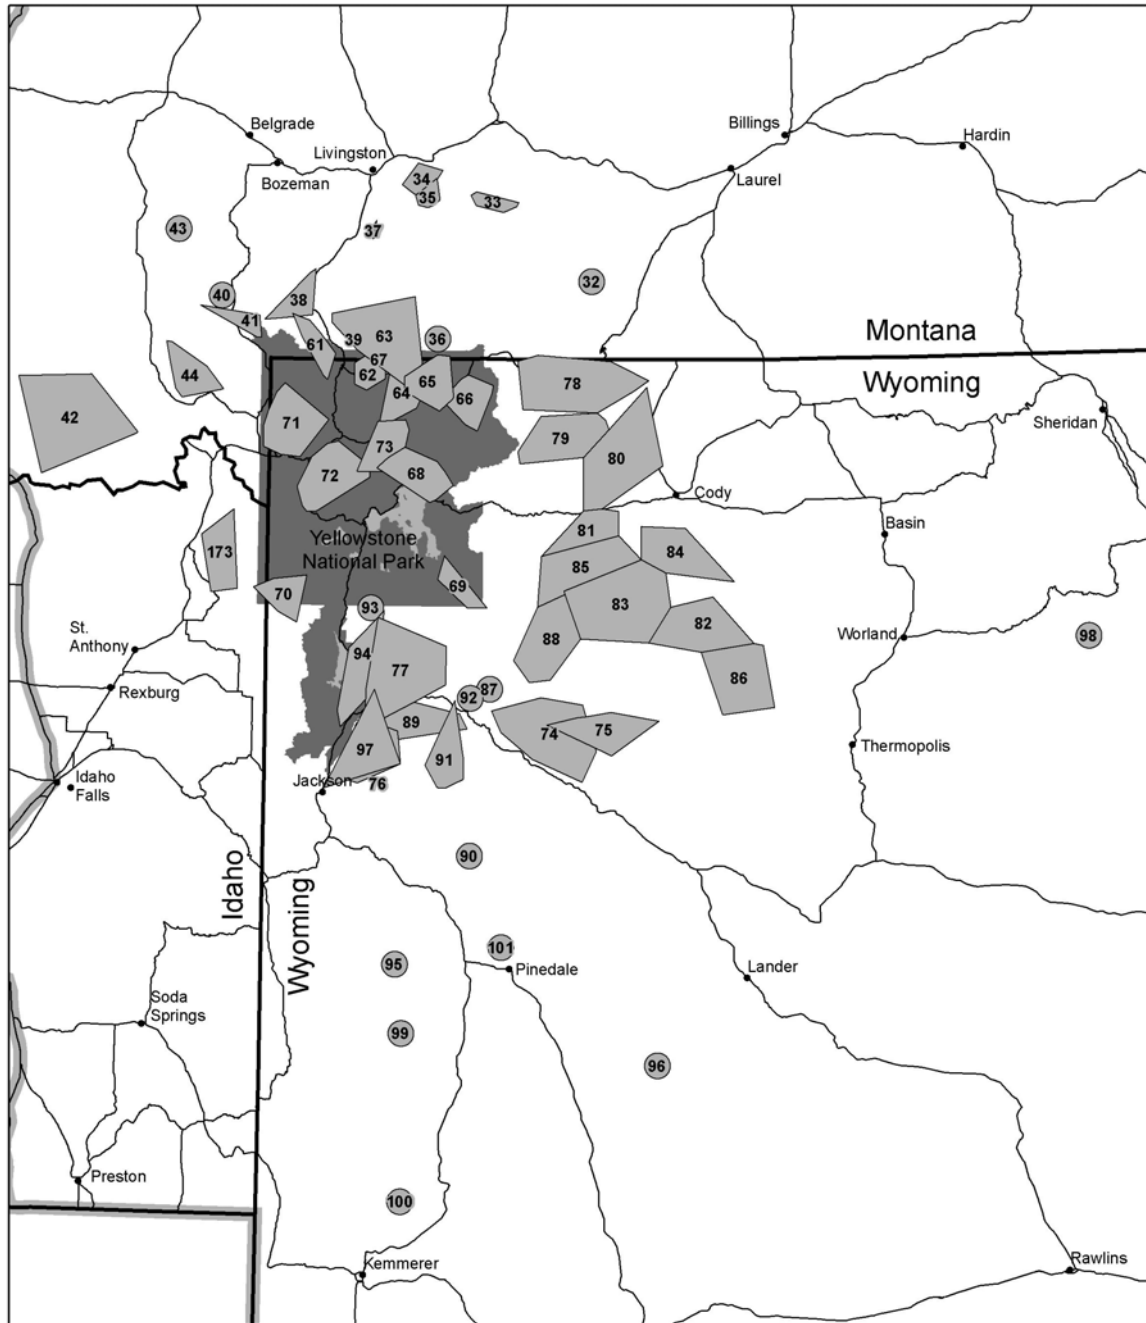 Belgrade
Bozeman
Livingston
Billings
Laurel
Hardin
34
35
33
37
43
40
41
38
32
61
39
63
36
67
62
64
65
66
44
42
71
72
73
68
78
79
80
Montana
Wyoming
Sheridan
Cody
Basin
Yellowstone
National Park
173
70
69
81
84
85
83
82
88
86
98
Worland
St.
Anthony
Rexburg
93
94
77
92
87
89
91
97
76
74
75
Thermopolis
Idaho
Falls
Jackson
90
Idaho
Wyoming
95
101
Pinedale
Lander
Soda
Springs
99
96
Preston
100
Kemmerer
Rawlins